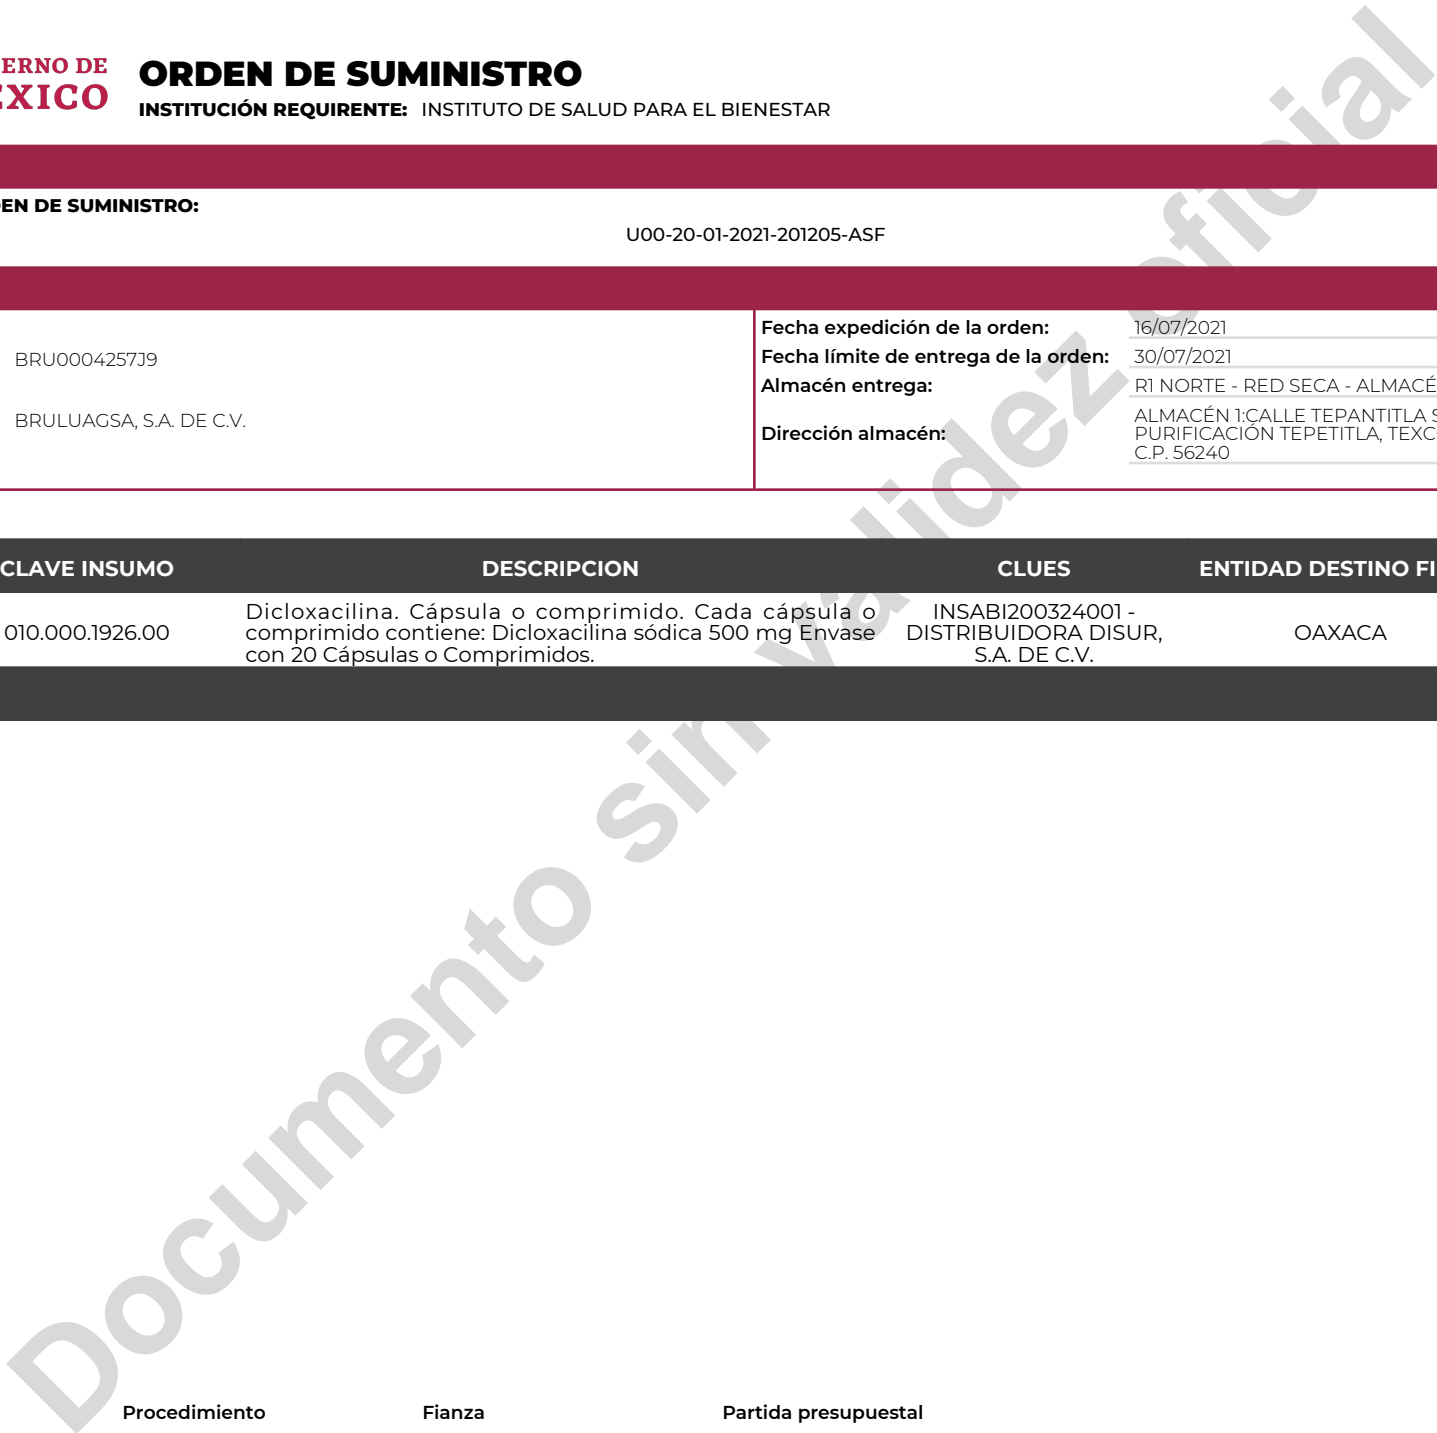 ERNO DE
EXICO
ORDEN DE SUMINISTRO
INSTITUCIÓN REQUIRENTE: INSTITUTO DE SALUD PARA EL BIENESTAR
EN DE SUMINISTRO:
U00-20-01-2021-201205-ASF
BRU0004257J9
BRULUAGSA, S.A. DE C.V.
Fecha expedición de la orden: 16/07/2021
Fecha límite de entrega de la orden: 30/07/2021
Almacén entrega: R1 NORTE - RED SECA - ALMACÉ
Dirección almacén:
ALMACÉN 1:CALLE TEPANTITLA S
PURIFICACIÓN TEPETITLA, TEXC
C.P. 56240
CLAVE INSUMO DESCRIPCION CLUES ENTIDAD DESTINO FI
010.000.1926.00
Dicloxacilina. Cápsula o comprimido. Cada cápsula o
comprimido contiene: Dicloxacilina sódica 500 mg Envase
con 20 Cápsulas o Comprimidos.
INSABI200324001 -
DISTRIBUIDORA DISUR,
S.A. DE C.V.
OAXACA
Documento sin validez oficial
Procedimiento Fianza Partida presupuestal